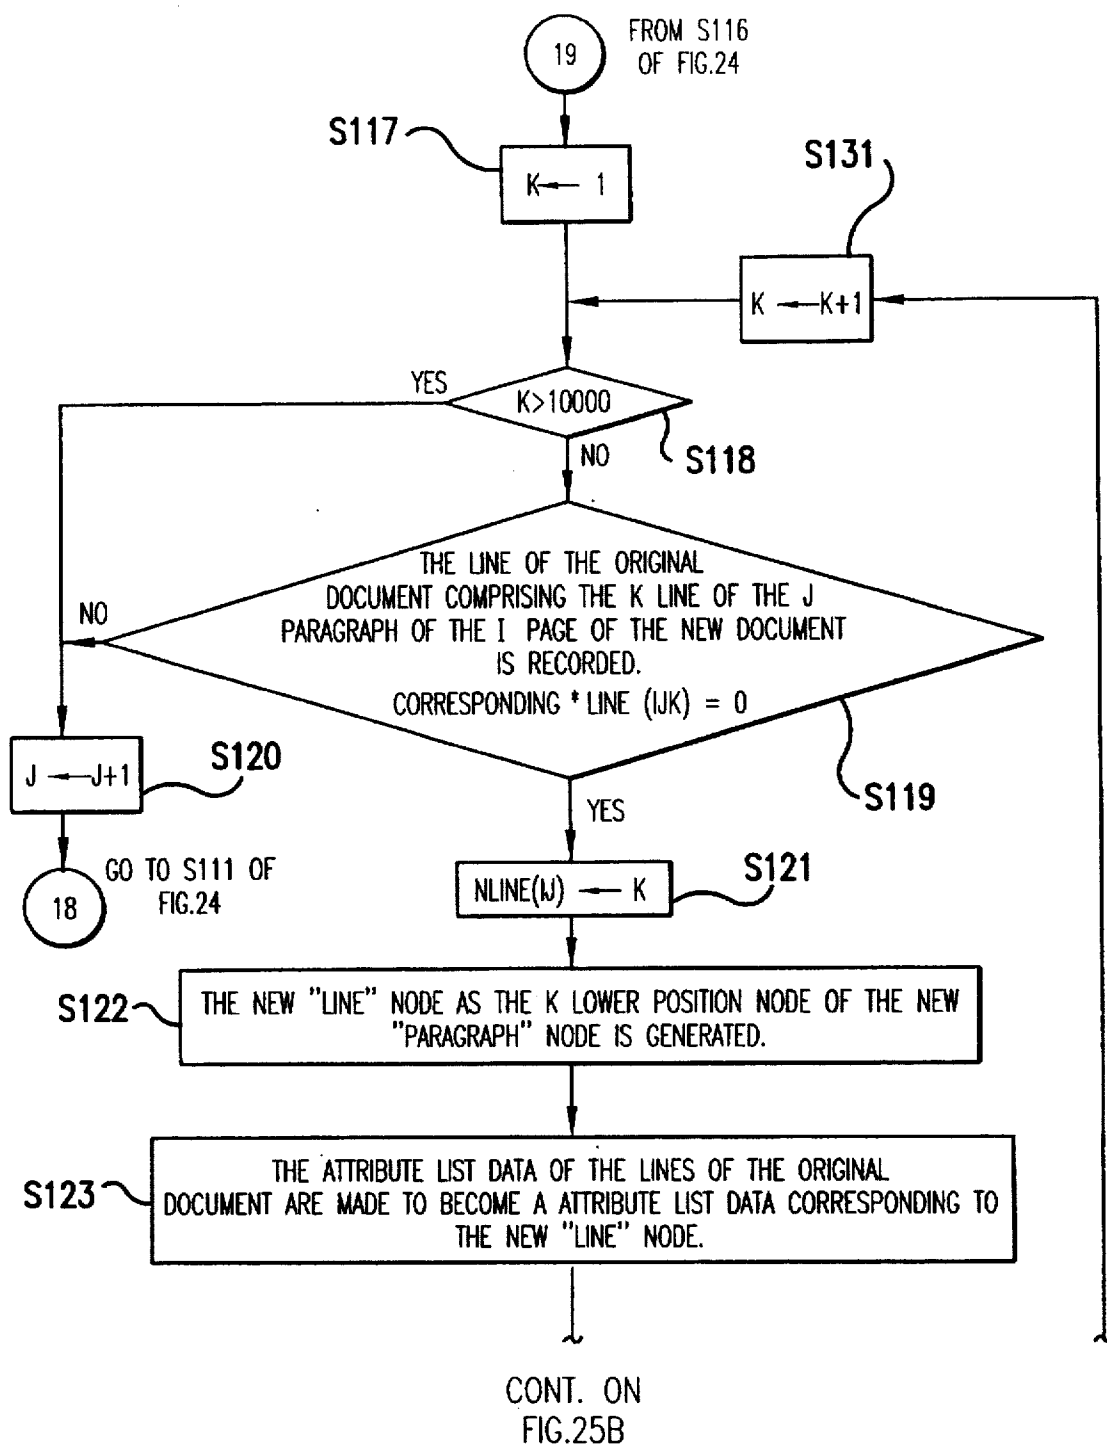 19
FROM S116
OF FIG.24
S117
K← 1
S131
K ←K+1
YES
K>10000
S118
NO
THE LINE OF THE ORIGINAL
DOCUMENT COMPRISING THE K LINE OF THE J
PARAGRAPH OF THE I PAGE OF THE NEW DOCUMENT
IS RECORDED.
CORRESPONDING * LINE (IJK) = 0
NO
S119
J ←J+1
S120
YES
GO TO S111 OF
FIG.24
18
NLINE(IJ) ← K
S121
S122
THE NEW "LINE" NODE AS THE K LOWER POSITION NODE OF THE NEW
"PARAGRAPH" NODE IS GENERATED.
S123
THE ATTRIBUTE LIST DATA OF THE LINES OF THE ORIGINAL
DOCUMENT ARE MADE TO BECOME A ATTRIBUTE LIST DATA CORRESPONDING TO
THE NEW "LINE" NODE.
CONT. ON
FIG.25B